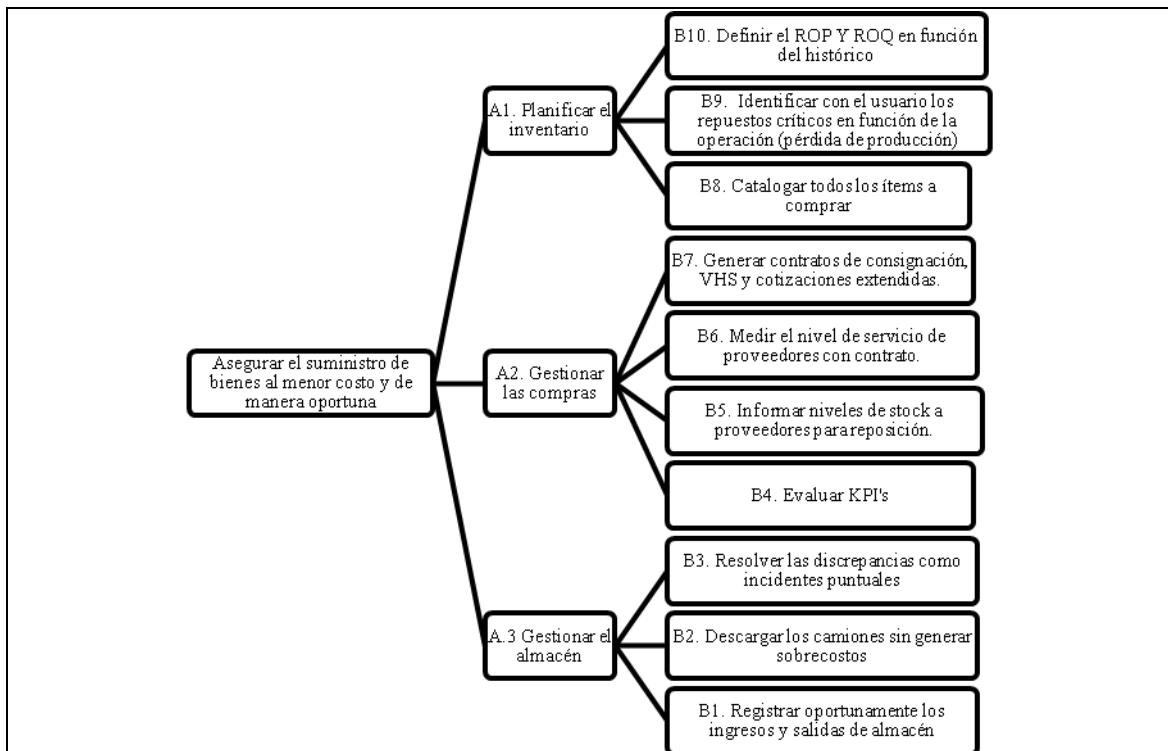 B10. Definir el ROP Y ROQ en función
del histórico
A1. Planificar el
inventario
B9. Identificar con el usuario los
repuestos críticos en función de la
operación (pérdida de producción)
B8. Catalogar todos los ítems a
comprar
B7. Generar contratos de consignación,
VHS y cotizaciones extendidas.
B6. Medir el nivel de servicio de
proveedores con contrato.
Asegurar el suministro de
bienes al menor costo y de
manera oportuna
A2. Gestionar
las compras
B5. Informar niveles de stock a
proveedores para reposición.
B4. Evaluar KPI's
B3. Resolver las discrepancias como
incidentes puntuales
A.3 Gestionar el
almacén
B2. Descargar los camiones sin generar
sobrecostos
B1. Registrar oportunamente los
ingresos y salidas de almacén